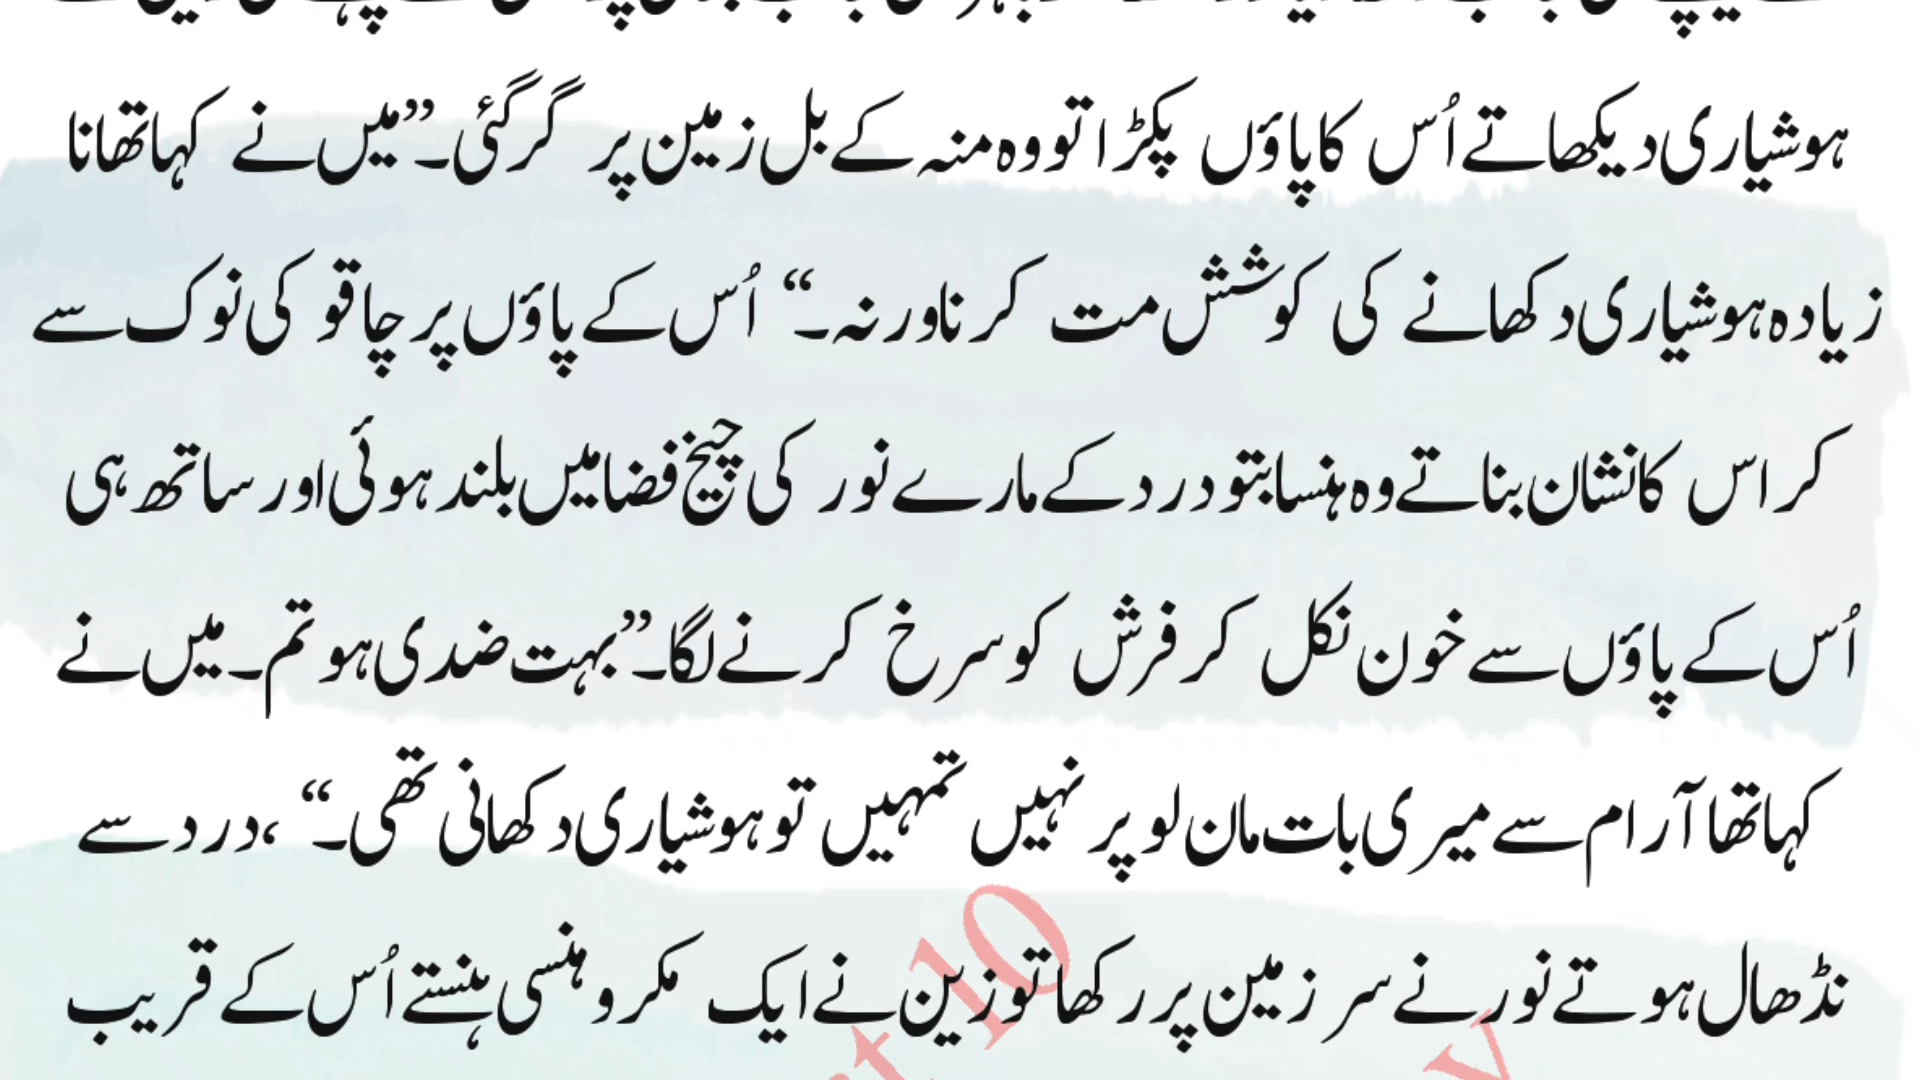 ہوشیاری دیکھاتے اُس کا پاؤں پکڑا تو وہ منہ کے بل زمین پر گر گئی۔”میں نے کہا تھا نا
زیادہ ہوشیاری دکھانے کی کوشش مت کرنا ورنہ۔“ اُس کے پاؤں پر چاقو کی نوک سے
کر اس کا نشان بناتے وہ ہنسا بتو درد کے مارے نور کی چیخ فضا میں بلند ہوئی اور ساتھ ہی
اُس کے پاؤں سے خون نکل کر فرش کو سرخ کرنے لگا۔”بہت ضدی ہو تم۔ میں نے
کہا تھا آرام سے میری بات مان لو پر نہیں تمہیں تو ہوشیاری دکھانی تھی۔“ ،درد سے
نڈھال ہوتے نور نے سر زمین پر رکھا تو زین نے ایک مکرو ہنسی ہنستے اُس کے قریب
10